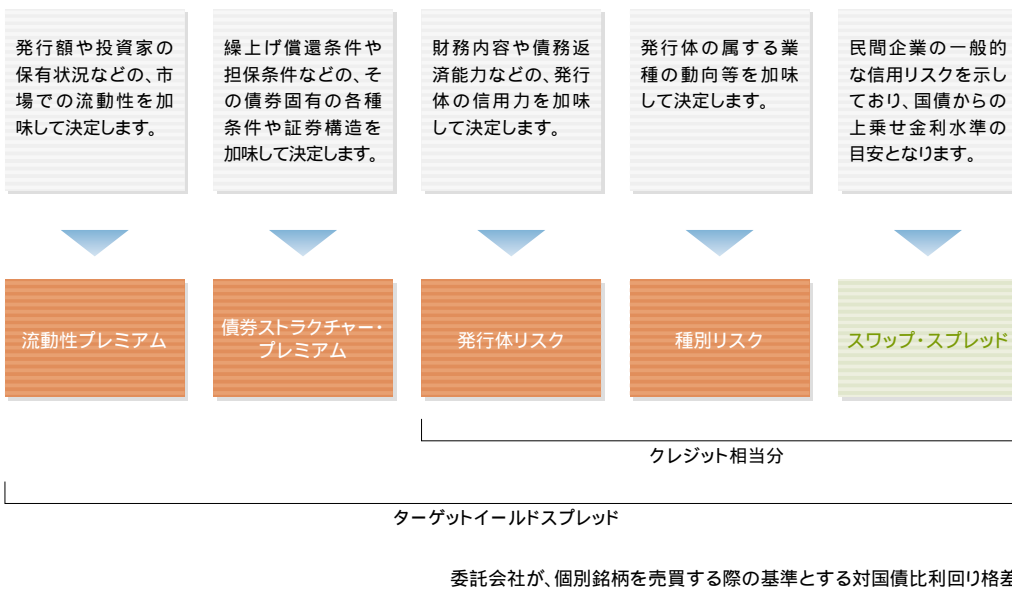 発行額や投資家の
保有状況などの、市
場での流動性を加
味して決定します。
繰上げ償還条件や
担保条件などの、そ
の債券固有の各種
条件や証券構造を
加味して決定します。
財務内容や債務返
済能力などの、発行
体の信用力を加味
して決定します。
発行体の属する業
種の動向等を加味
して決定します。
民間企業の一般的
な信用リスクを示し
ており、国債からの
上乗せ金利水準の
目安となります。
流動性プレミアム
債券ストラクチャー・
プレミアム
発行体リスク
種別リスク
スワップ・スプレッド
クレジット相当分
ターゲットイールドスプレッド
委託会社が、個別銘柄を売買する際の基準とする対国債比利回り格差